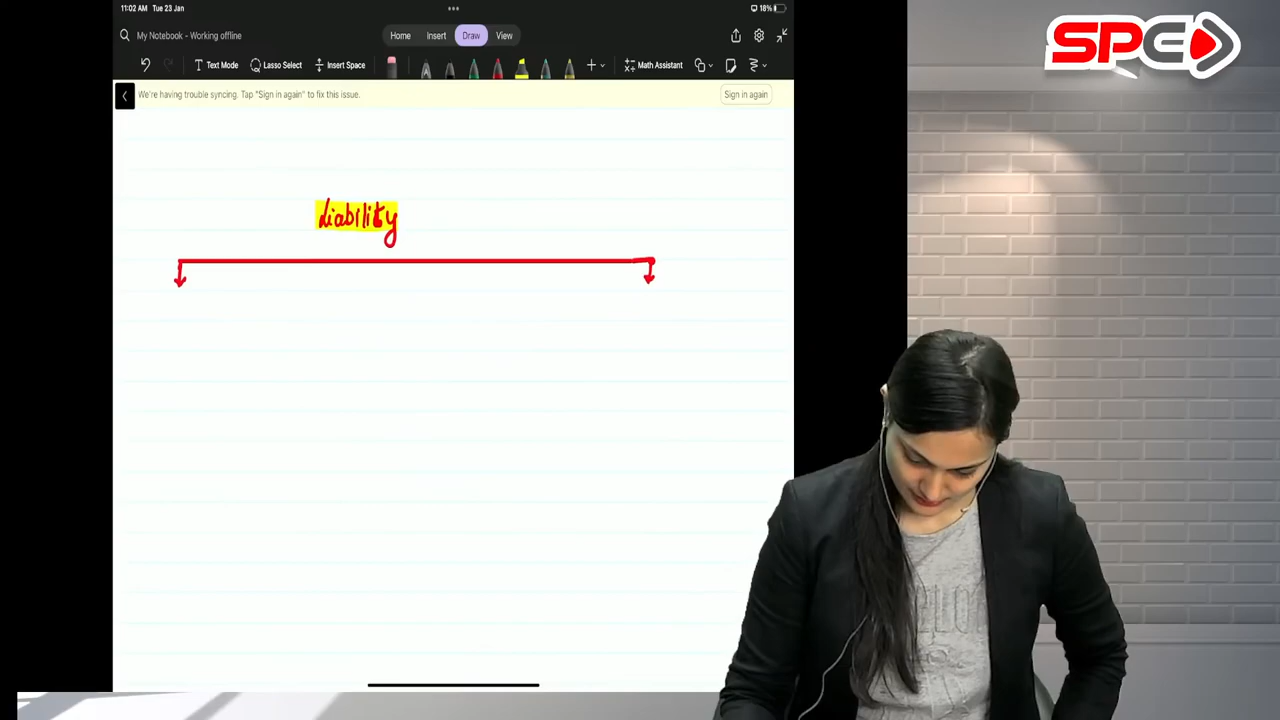 11:02 AM Tue 23 Jan
18%
My Notebook - Working offline
Home Insert Draw View
Text Mode Lasso Select Insert Space Math Assistant
We're having trouble syncing. Tap "Sign in again" to fix this issue. Sign in again
Liability
SPE
ELO